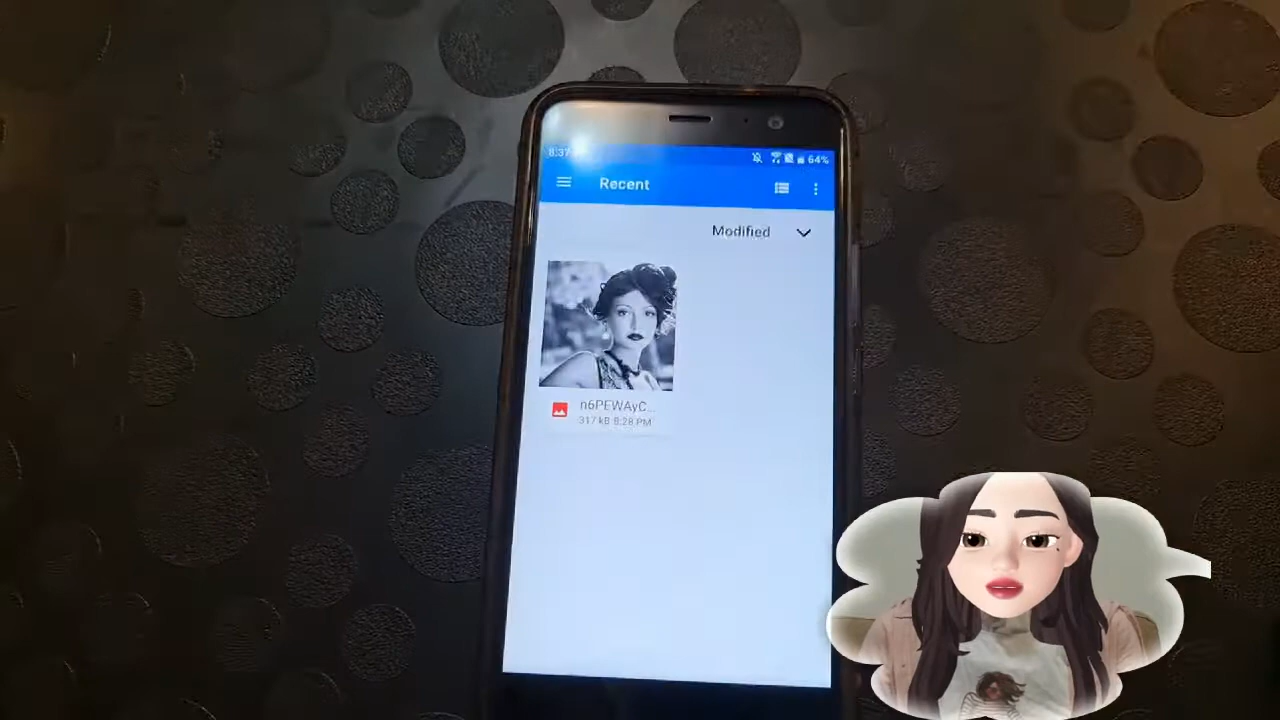 8:37
64%
Recent
Modified
n6PEWAyC...
317 kB 8:28 PM